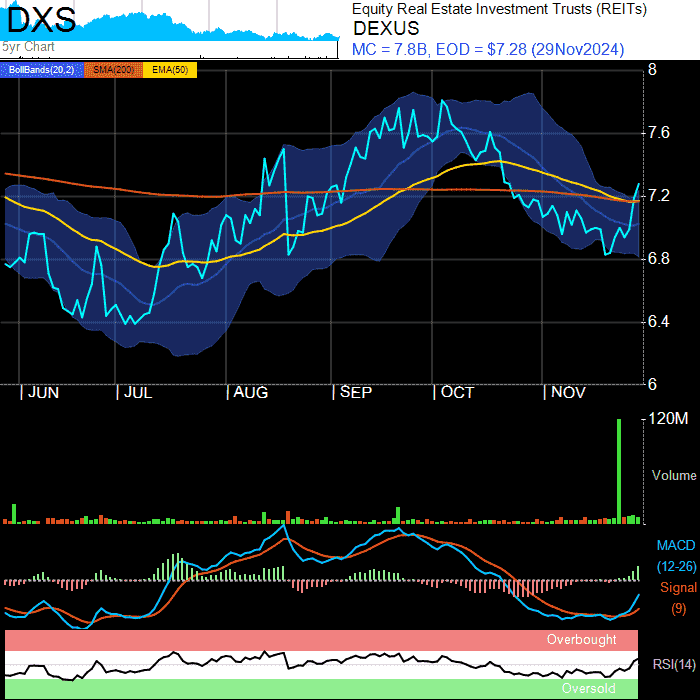 DXS
5yr Chart
Equity Real Estate Investment Trusts (REITs)
DEXUS
MC = 7.8B, EOD = $7.28 (29Nov2024)
BollBands(20,2) SMA(200) EMA(50)
8
7.6
7.2
6.8
6.4
6
JUN JUL AUG SEP OCT NOV
120M
Volume
MACD
(12-26)
Signal
(9)
Overbought
RSI(14)
Oversold